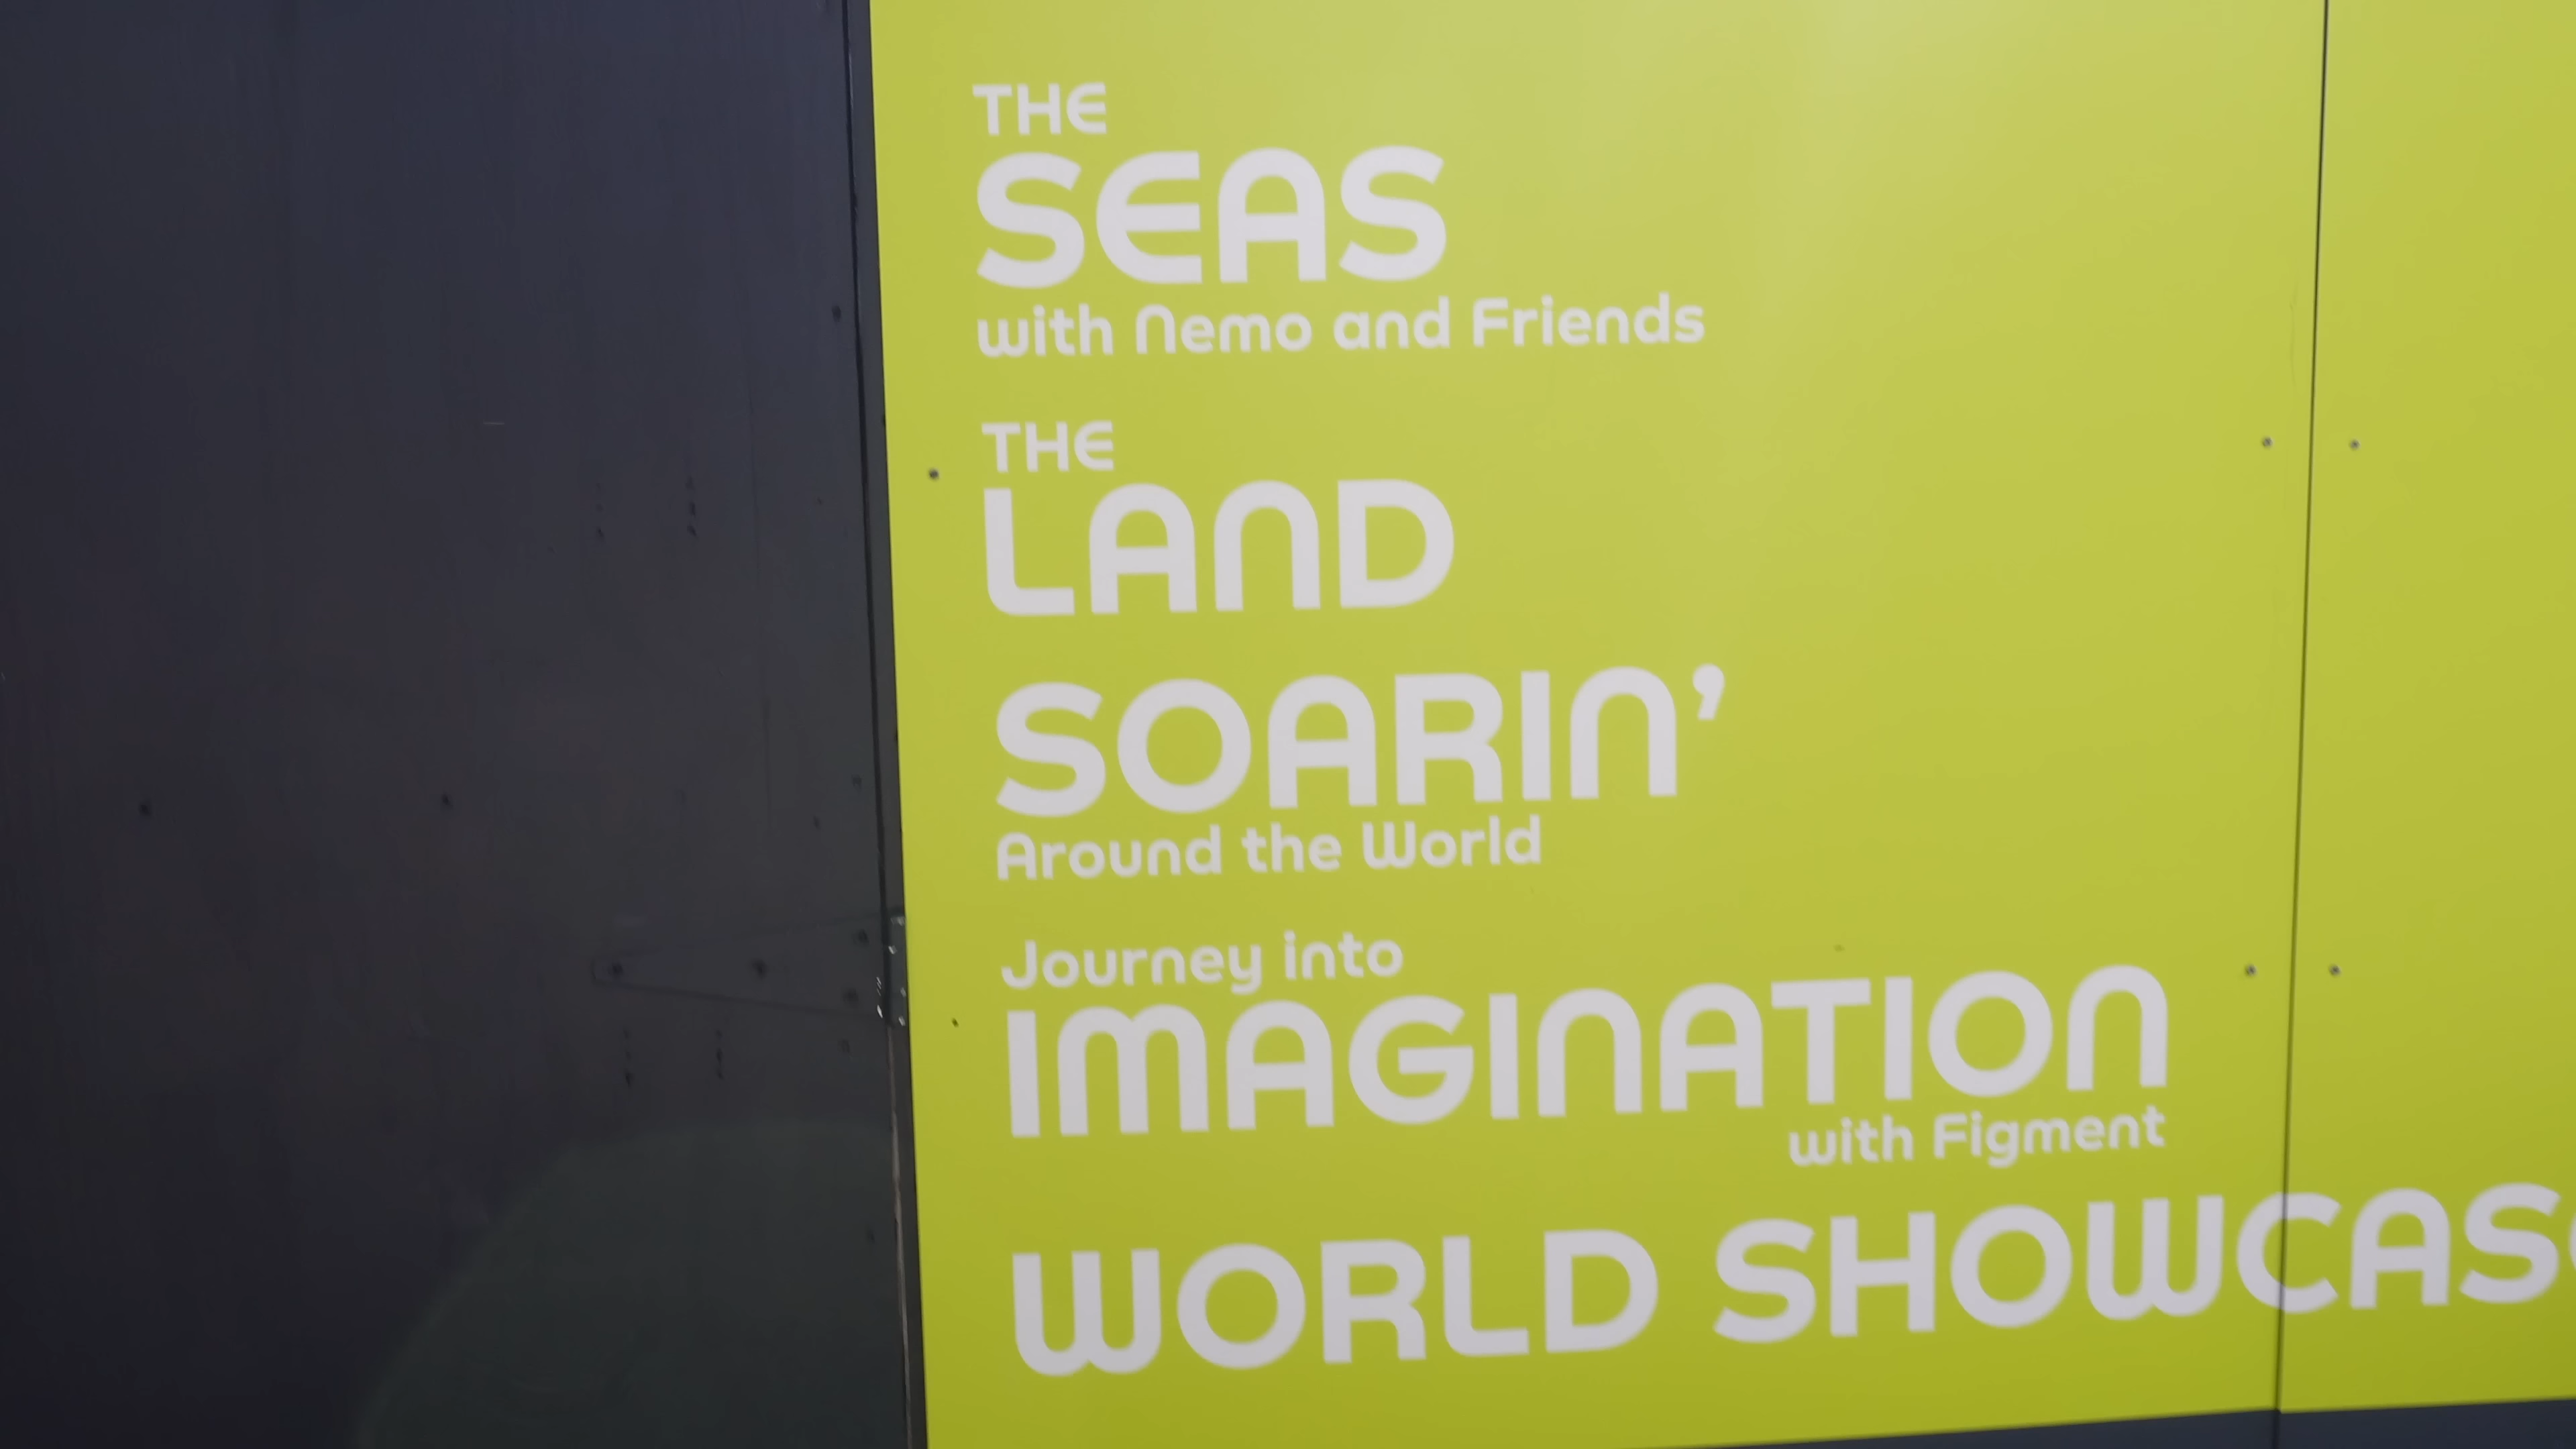 THE
SEAS
with Nemo and Friends
THE
LAND
SOARIN’
Around the World
Journey into
IMAGINATION
with Figment
WORLD SHOWCAS